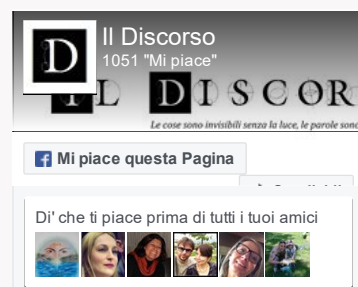 Il Discorso
1051 "Mi piace"
D
IL DISCOR
Le cose sono invisibili senza la luce, le parole sono
Mi piace questa Pagina
Di' che ti piace prima di tutti i tuoi amici